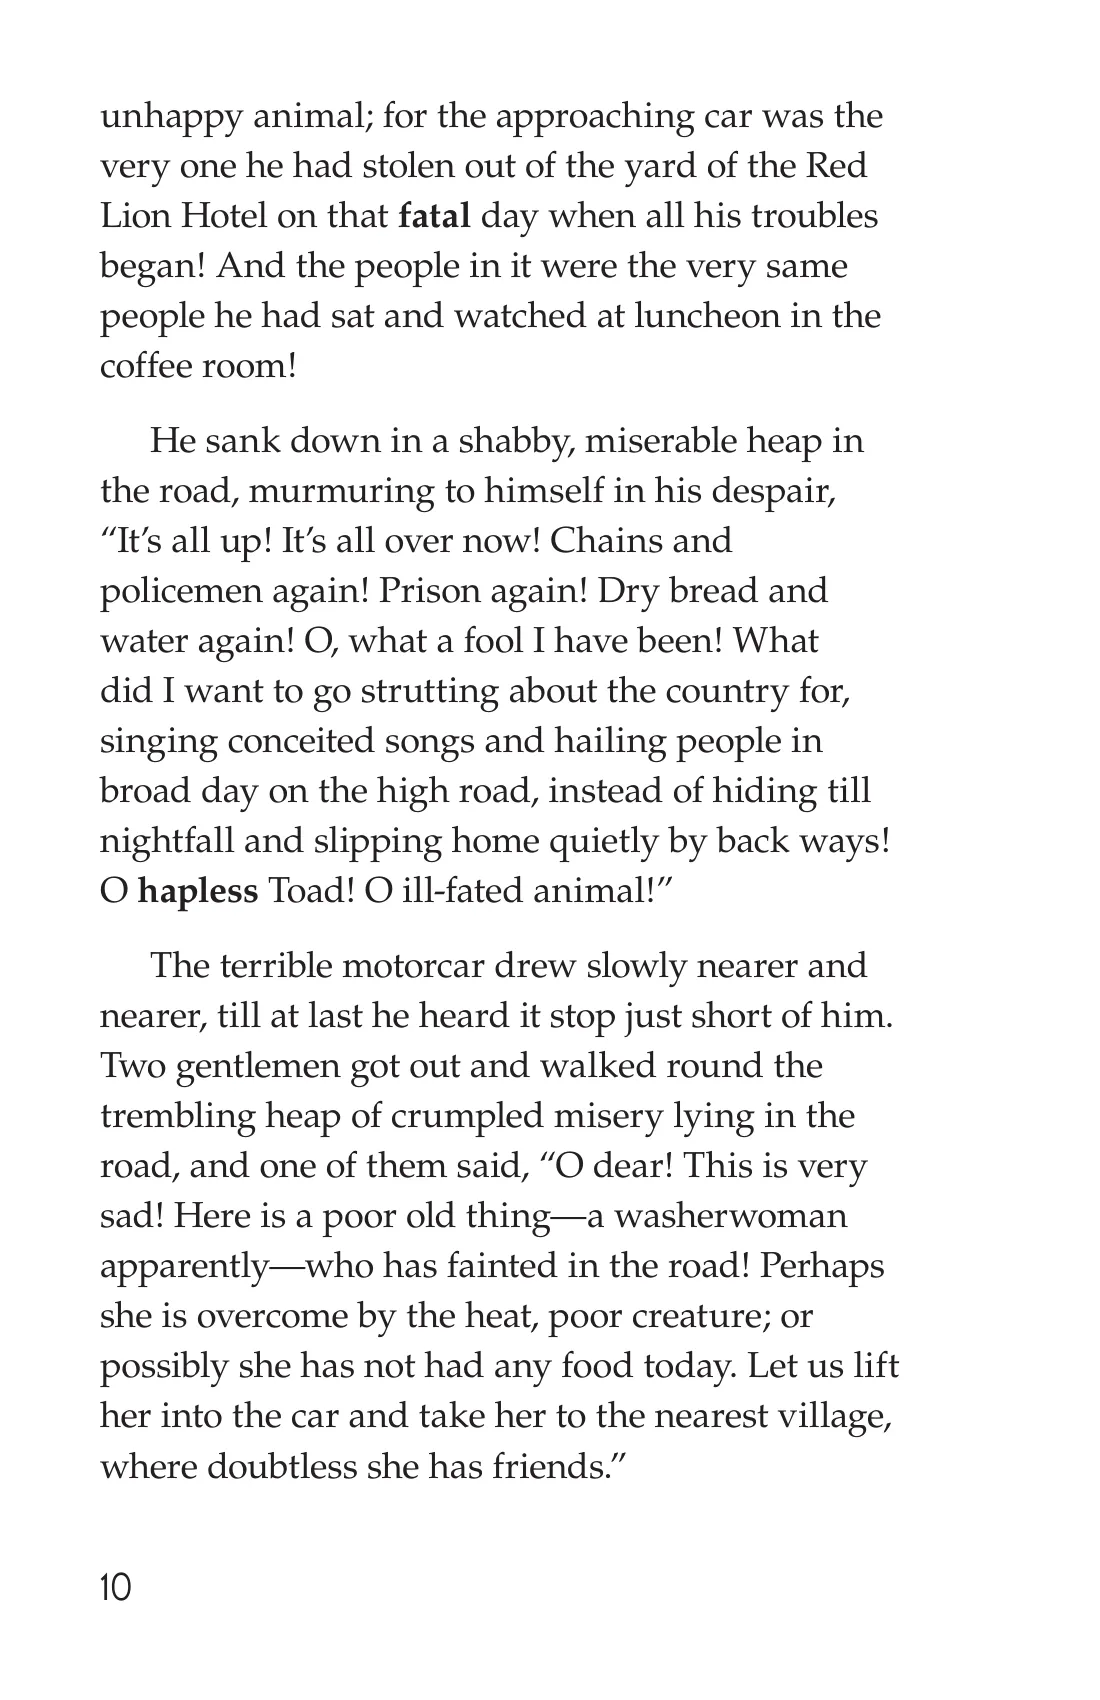 unhappy animal; for the approaching car was the
very one he had stolen out of the yard of the Red
Lion Hotel on that fatal day when all his troubles
began! And the people in it were the very same
people he had sat and watched at luncheon in the
coffee room!
He sank down in a shabby, miserable heap in
the road, murmuring to himself in his despair,
“It’s all up! It’s all over now! Chains and
policemen again! Prison again! Dry bread and
water again! O, what a fool I have been! What
did I want to go strutting about the country for,
singing conceited songs and hailing people in
broad day on the high road, instead of hiding till
nightfall and slipping home quietly by back ways!
O hapless Toad! O ill-fated animal!”
The terrible motorcar drew slowly nearer and
nearer, till at last he heard it stop just short of him.
Two gentlemen got out and walked round the
trembling heap of crumpled misery lying in the
road, and one of them said, “O dear! This is very
sad! Here is a poor old thing—a washerwoman
apparently—who has fainted in the road! Perhaps
she is overcome by the heat, poor creature; or
possibly she has not had any food today. Let us lift
her into the car and take her to the nearest village,
where doubtless she has friends.”
10